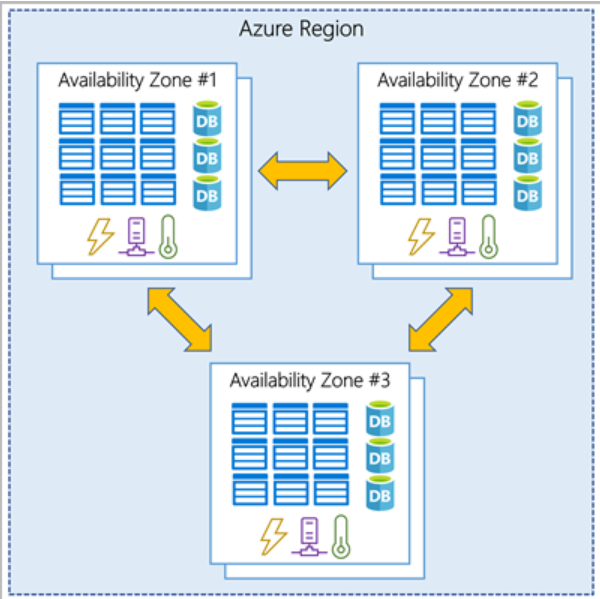 Azure Region
Availability Zone #1
DB
DB
DB
Availability Zone #2
DB
DB
DB
Availability Zone #3
DB
DB
DB